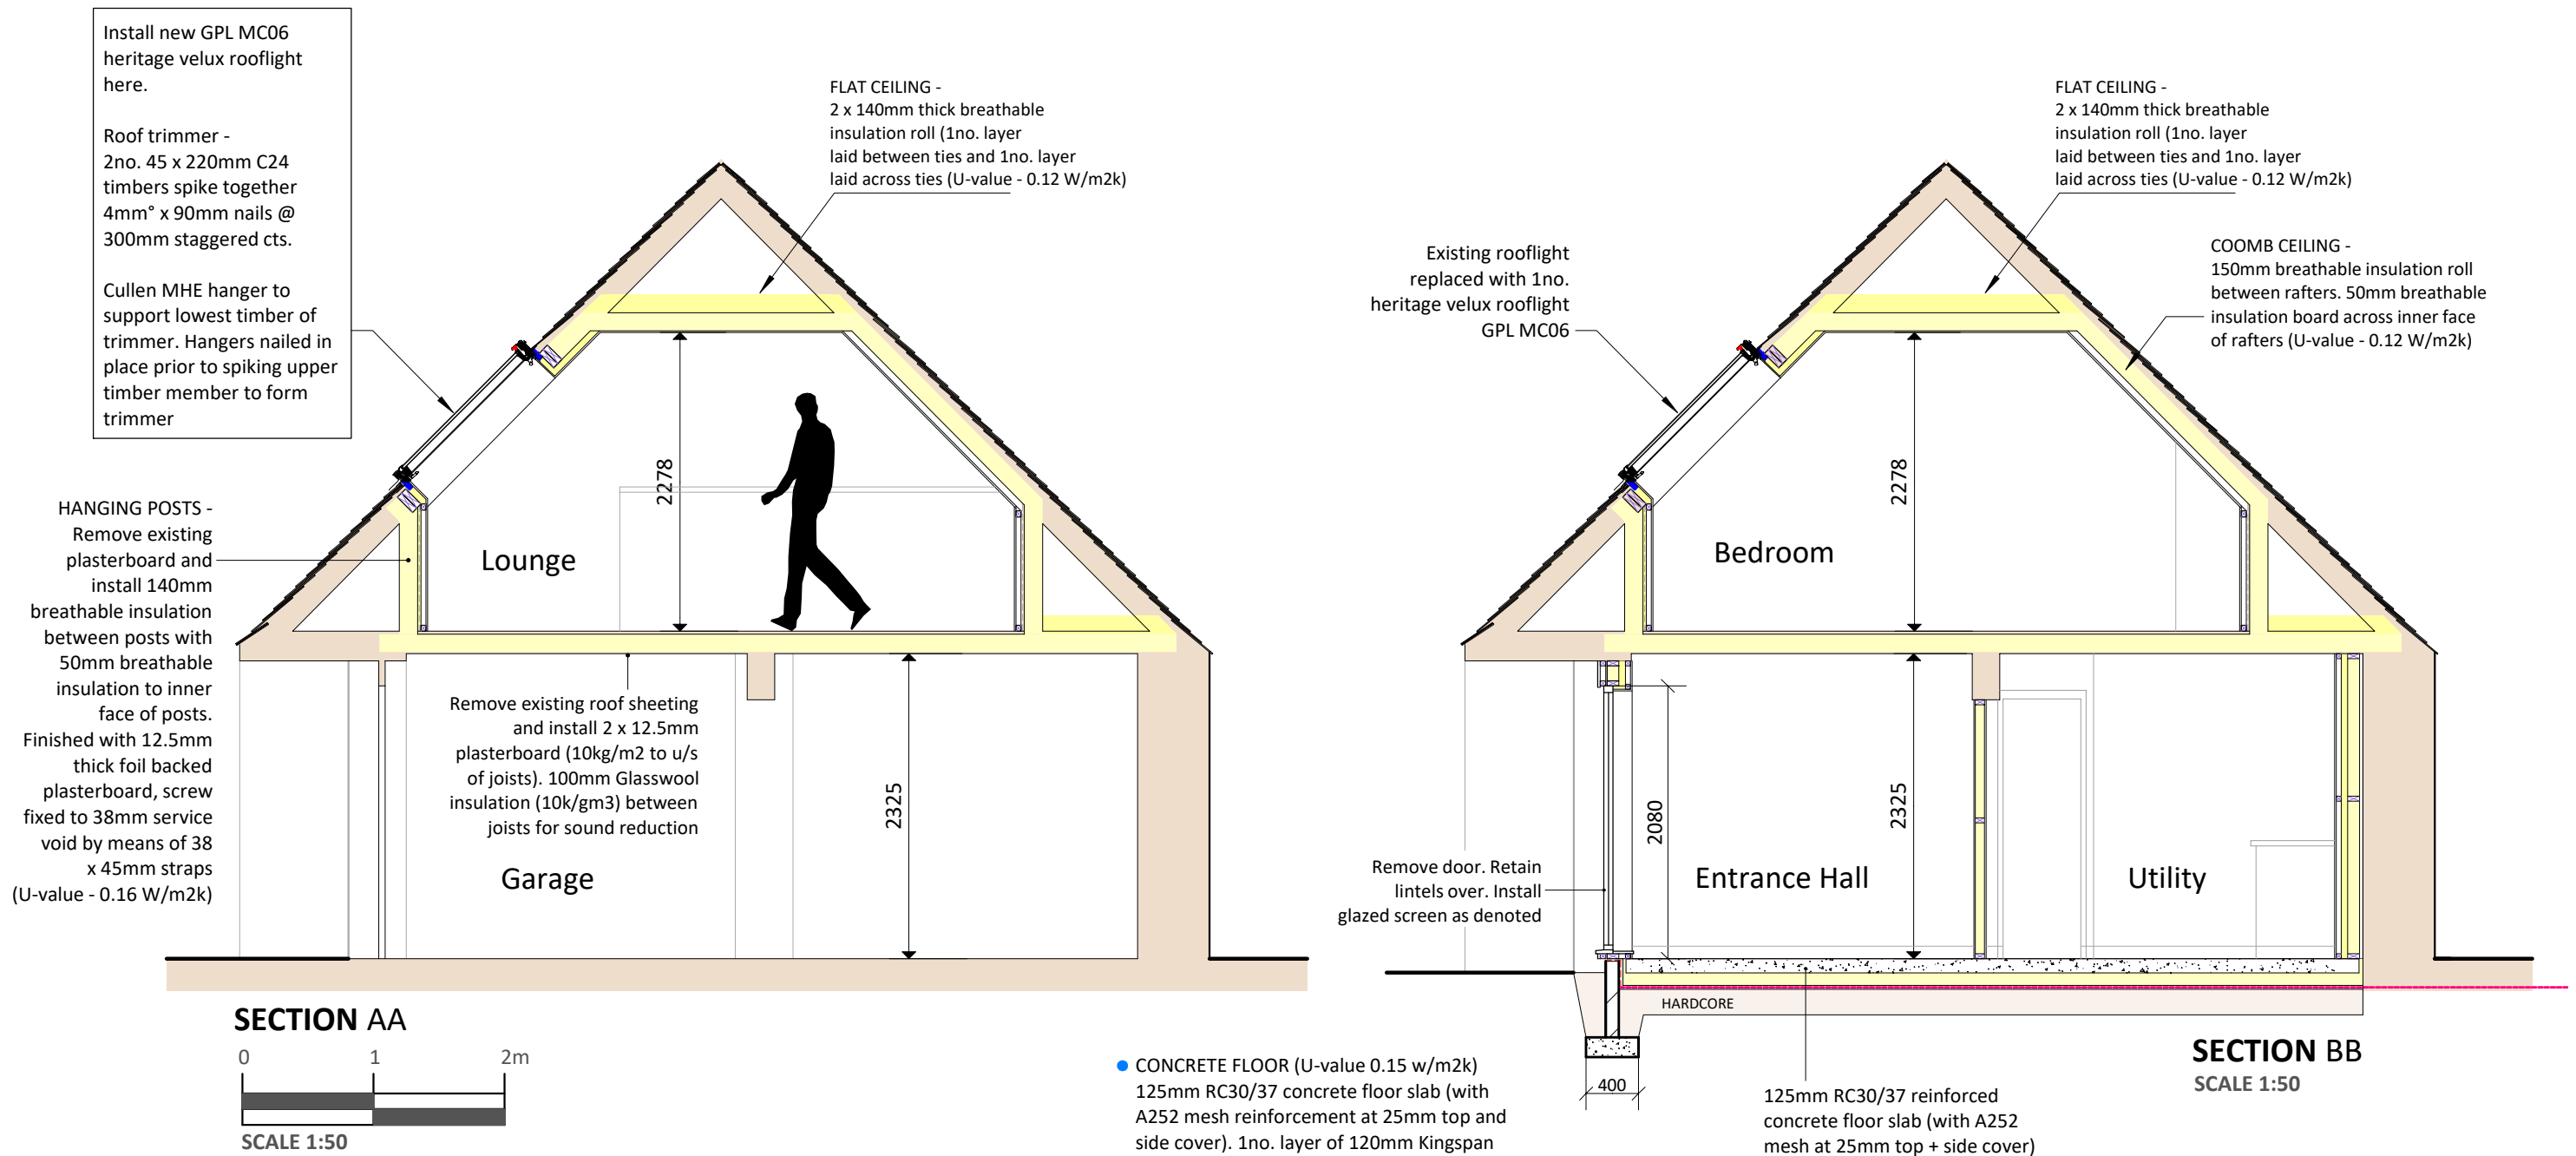 Install new GPL MC06
heritage velux rooflight
here.
Roof trimmer -
2no. 45 x 220mm C24
timbers spike together
4mm° x 90mm nails @
300mm staggered cts.
Cullen MHE hanger to
support lowest timber of
trimmer. Hangers nailed in
place prior to spiking upper
timber member to form
trimmer
FLAT CEILING -
2 x 140mm thick breathable
insulation roll (1no. layer
laid between ties and 1no. layer
laid across ties (U-value - 0.12 W/m2k)
HANGING POSTS -
Remove existing
plasterboard and
install 140mm
breathable insulation
between posts with
50mm breathable
insulation to inner
face of posts.
Finished with 12.5mm
thick foil backed
plasterboard, screw
fixed to 38mm service
void by means of 38
x 45mm straps
(U-value - 0.16 W/m2k)
2278
Lounge
Remove existing roof sheeting
and install 2 x 12.5mm
plasterboard (10kg/m2 to u/s
of joists). 100mm Glasswool
insulation (10k/gm3) between
joists for sound reduction
2325
Garage
SECTION AA
0 1 2m
SCALE 1:50
FLAT CEILING -
2 x 140mm thick breathable
insulation roll (1no. layer
laid between ties and 1no. layer
laid across ties (U-value - 0.12 W/m2k)
Existing rooflight
replaced with 1no.
heritage velux rooflight
GPL MC06
COOMB CEILING -
150mm breathable insulation roll
between rafters. 50mm breathable
insulation board across inner face
of rafters (U-value - 0.12 W/m2k)
2278
Bedroom
2080
2325
Remove door. Retain
lintels over. Install
glazed screen as denoted
Entrance Hall
Utility
HARDCORE
400
SECTION BB
SCALE 1:50
CONCRETE FLOOR (U-value 0.15 w/m2k)
125mm RC30/37 concrete floor slab (with
A252 mesh reinforcement at 25mm top and
side cover). 1no. layer of 120mm Kingspan
125mm RC30/37 reinforced
concrete floor slab (with A252
mesh at 25mm top + side cover)